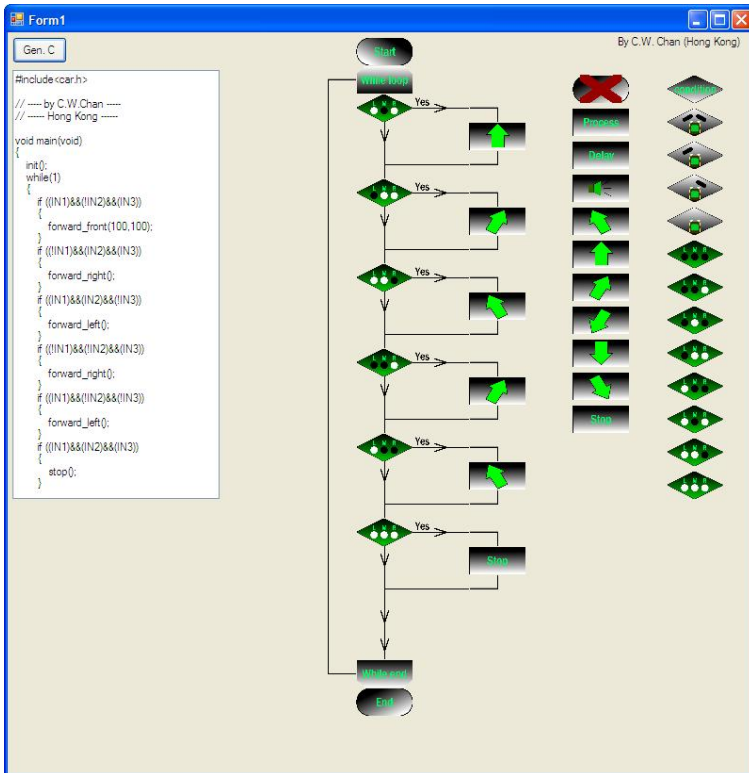 Form1
Gen. C
By C.W. Chan (Hong Kong)
#include<car.h>
// ---- by C.W.Chan -----
// ------ Hong Kong ------
void main(void)
{
init();
while(1)
{
if ((IN1)&&(!IN2)&&(IN3))
{
forward_front(100,100);
}
if ((!IN1)&&(IN2)&&(IN3))
{
forward_right();
}
if ((IN1)&&(IN2)&&(!IN3))
{
forward_left();
}
if ((!IN1)&&(!IN2)&&(IN3))
{
forward_right();
}
if ((IN1)&&(!IN2)&&(!IN3))
{
forward_left();
}
if ((IN1)&&(IN2)&&(IN3))
{
stop();
}
Start
While loop
L M R
Yes
L M R
Yes
L M R
Yes
L M R
Yes
L M R
Yes
L M R
Yes
Stop
While end
End
Process
Delay
Stop
condition
L M R
L M R
L M R
L M R
L M R
L M R
L M R
L M R